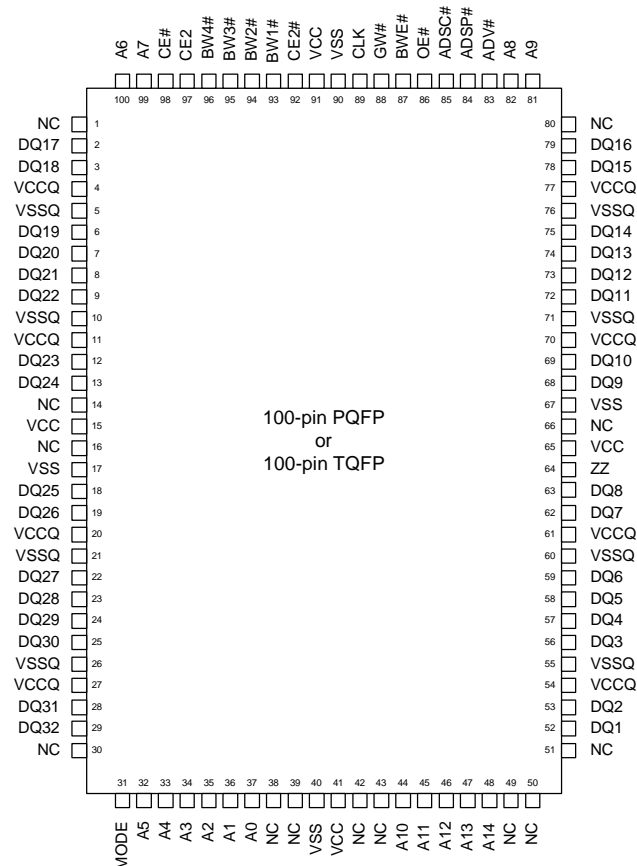 A6 A7 CE# CE2 BW4# BW3# BW2# BW1# CE2# VCC VSS CLK GW# BWE# OE# ADSC# ADSP# ADV# A8 A9
100 99 98 97 96 95 94 93 92 91 90 89 88 87 86 85 84 83 82 81
NC 1 80 NC
DQ17 2 79 DQ16
DQ18 3 78 DQ15
VCCQ 4 77 VCCQ
VSSQ 5 76 VSSQ
DQ19 6 75 DQ14
DQ20 7 74 DQ13
DQ21 8 73 DQ12
DQ22 9 72 DQ11
VSSQ 10 71 VSSQ
VCCQ 11 70 VCCQ
DQ23 12 69 DQ10
DQ24 13 68 DQ9
NC 14 67 VSS
VCC 15 66 NC
NC 16 65 VCC
VSS 17 64 ZZ
DQ25 18 63 DQ8
DQ26 19 62 DQ7
VCCQ 20 61 VCCQ
VSSQ 21 60 VSSQ
DQ27 22 59 DQ6
DQ28 23 58 DQ5
DQ29 24 57 DQ4
DQ30 25 56 DQ3
VSSQ 26 55 VSSQ
VCCQ 27 54 VCCQ
DQ31 28 53 DQ2
DQ32 29 52 DQ1
NC 30 51 NC
100-pin PQFP
or
100-pin TQFP
31 32 33 34 35 36 37 38 39 40 41 42 43 44 45 46 47 48 49 50
MODE A5 A4 A3 A2 A1 A0 NC NC VSS VCC NC NC A10 A11 A12 A13 A14 NC NC